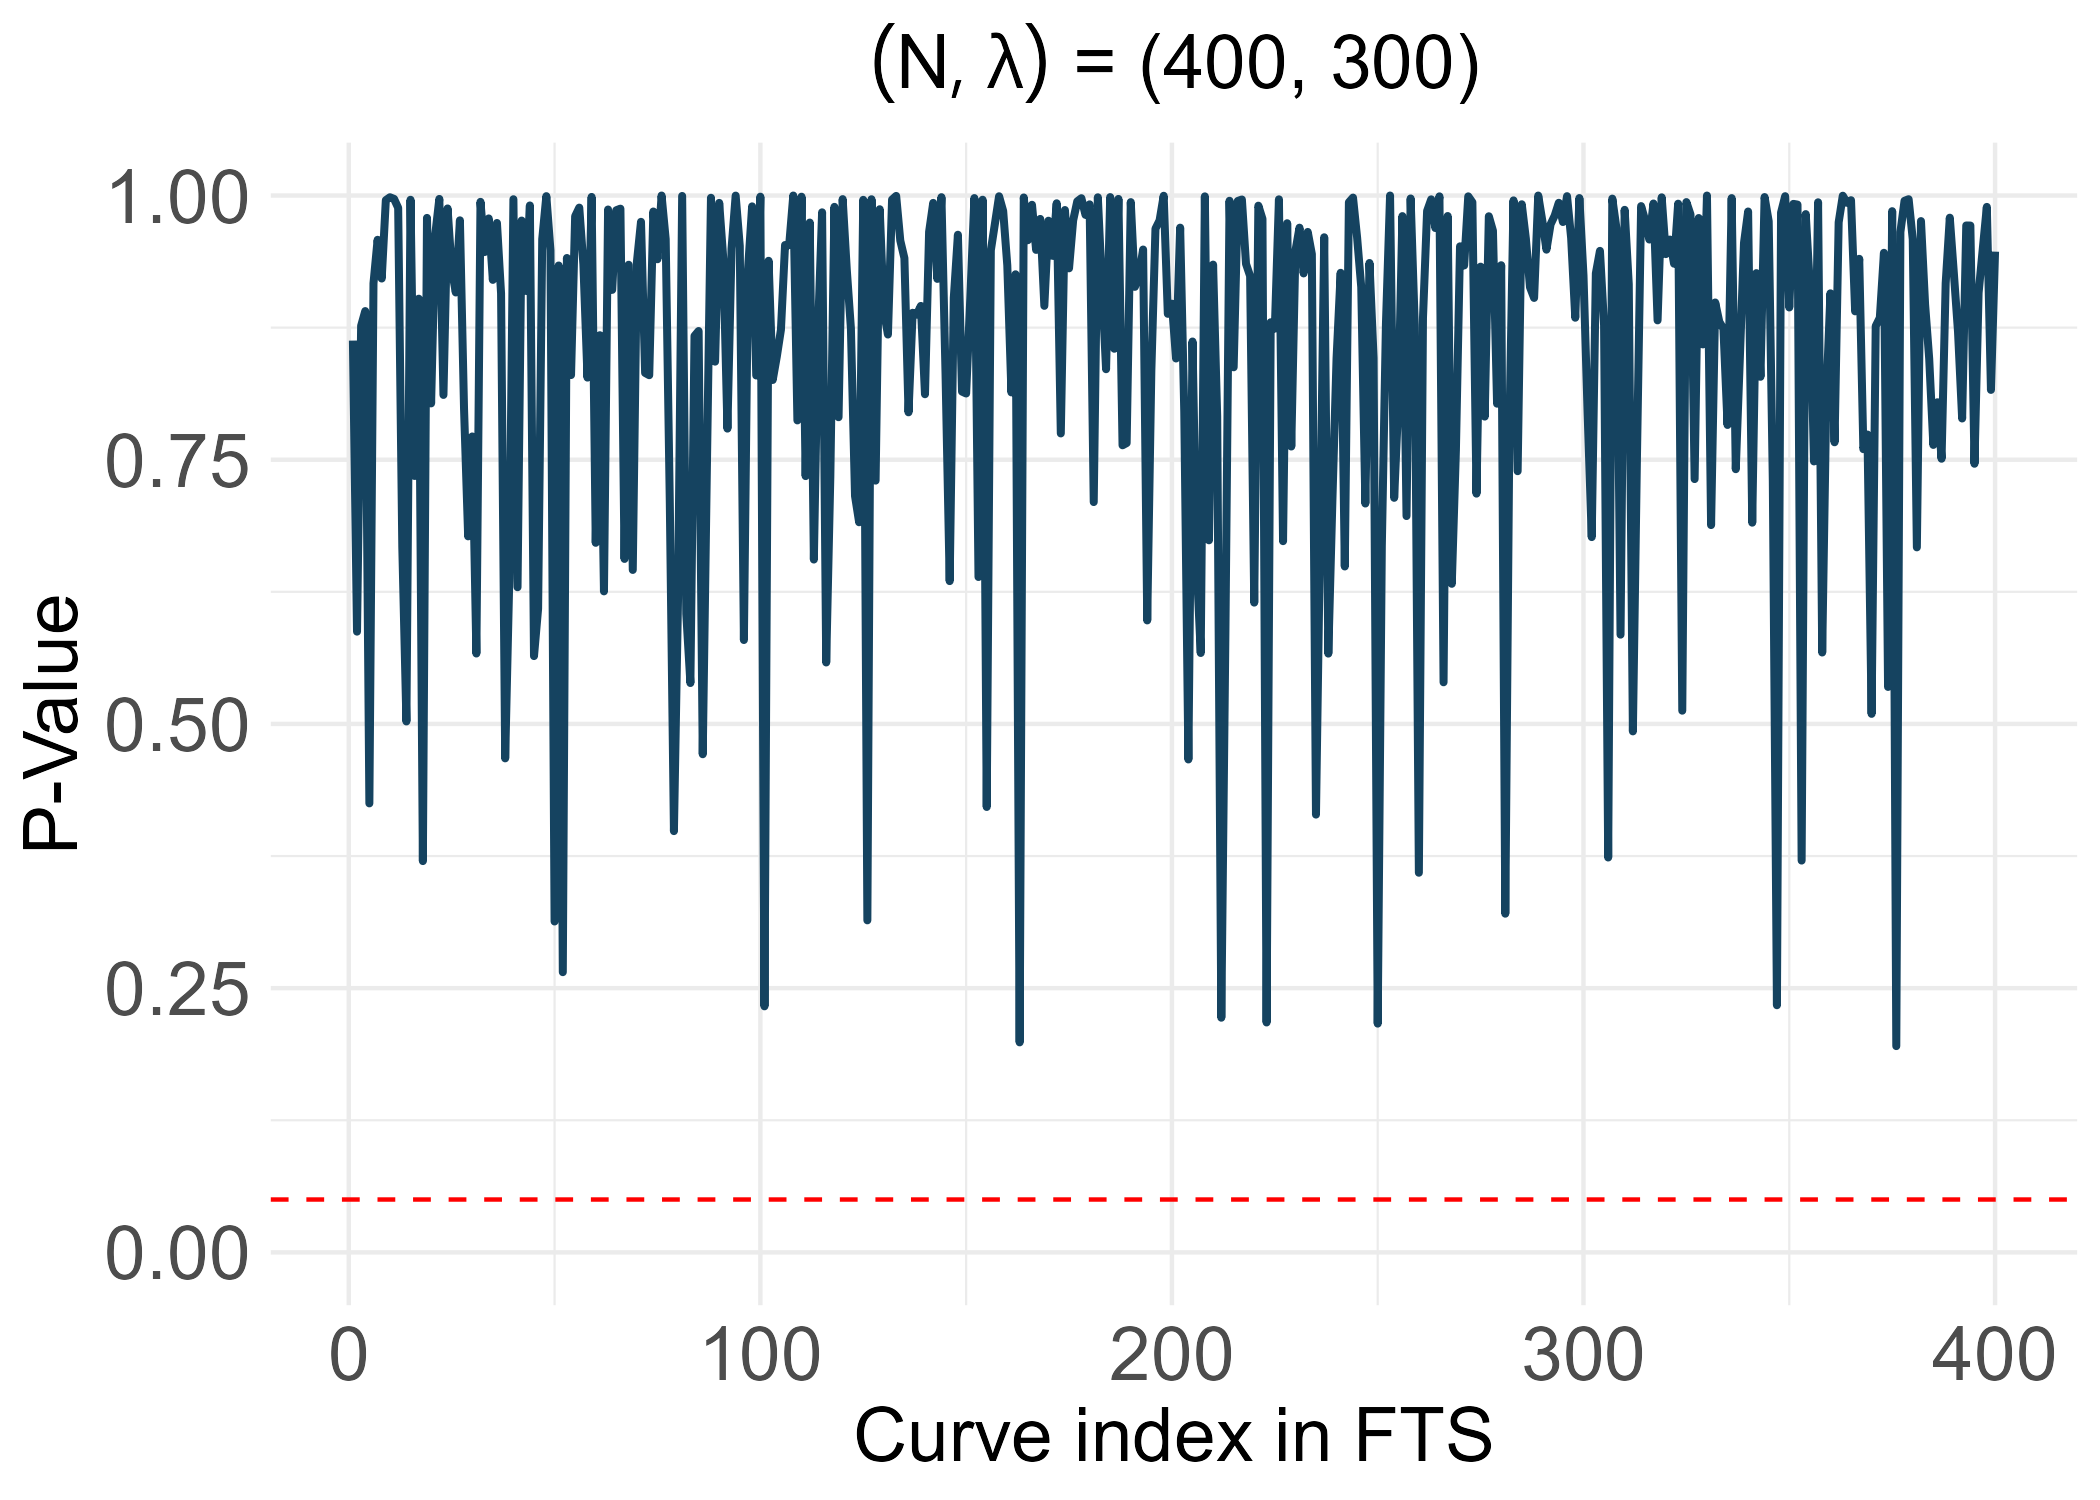 (N, λ) = (400, 300)
1.00
0.75
0.50
0.25
0.00
P-Value
0 100 200 300 400
Curve index in FTS